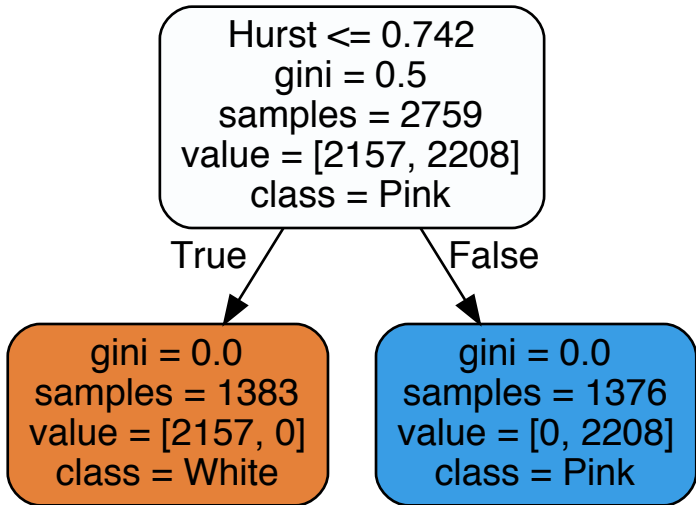 Hurst <= 0.742
gini = 0.5
samples = 2759
value = [2157, 2208]
class = Pink
True
False
gini = 0.0
samples = 1383
value = [2157, 0]
class = White
gini = 0.0
samples = 1376
value = [0, 2208]
class = Pink